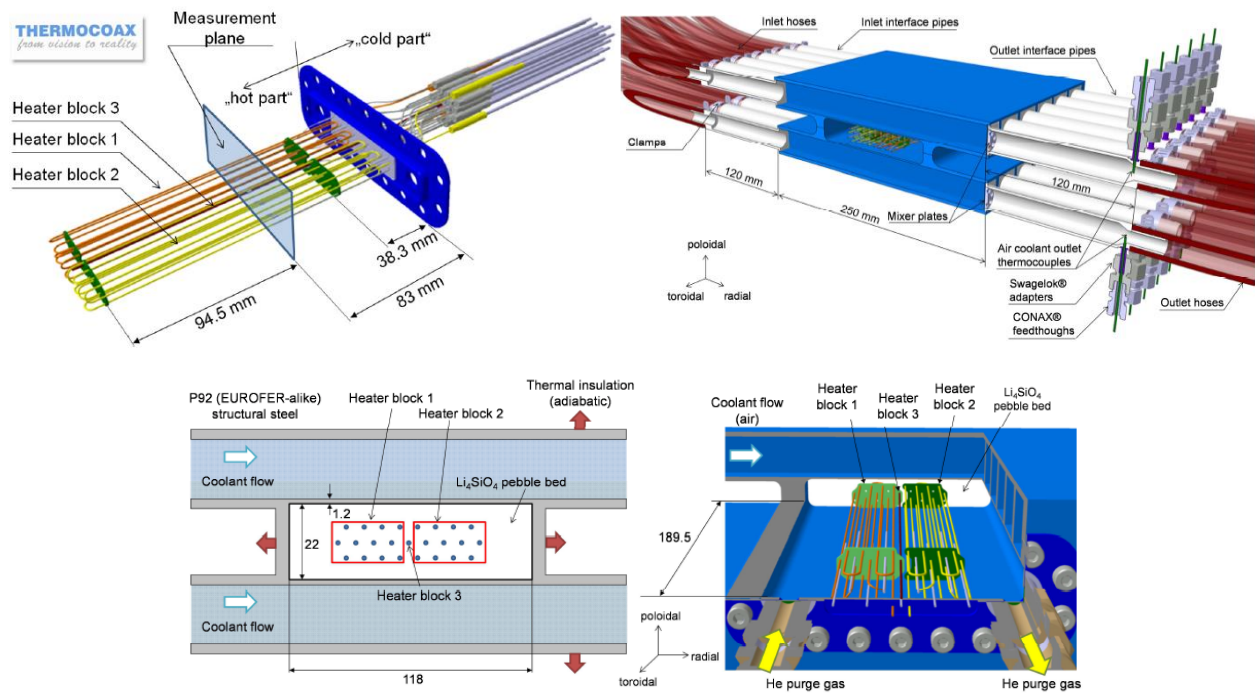 THERMOCOAX
from vision to reality
Measurement
plane
„cold part“
„hot part“
Heater block 3
Heater block 1
Heater block 2
38.3 mm
83 mm
94.5 mm
Inlet hoses
Inlet interface pipes
Outlet interface pipes
Clamps
120 mm
250 mm
120 mm
Mixer plates
Air coolant outlet
thermocouples
Swagelok®
adapters
CONAX®
feedthoughs
Outlet hoses
poloidal
toroidal
radial
P92 (EUROFER-alike)
structural steel
Heater block 1
Heater block 2
Thermal insulation
(adiabatic)
Coolant flow
Li₄SiO₄ pebble bed
1.2
22
Heater block 3
Coolant flow
118
Coolant flow
(air)
Heater
block 1
Heater
block 3
Heater
block 2
Li₄SiO₄
pebble bed
189.5
poloidal
radial
toroidal
He purge gas
He purge gas